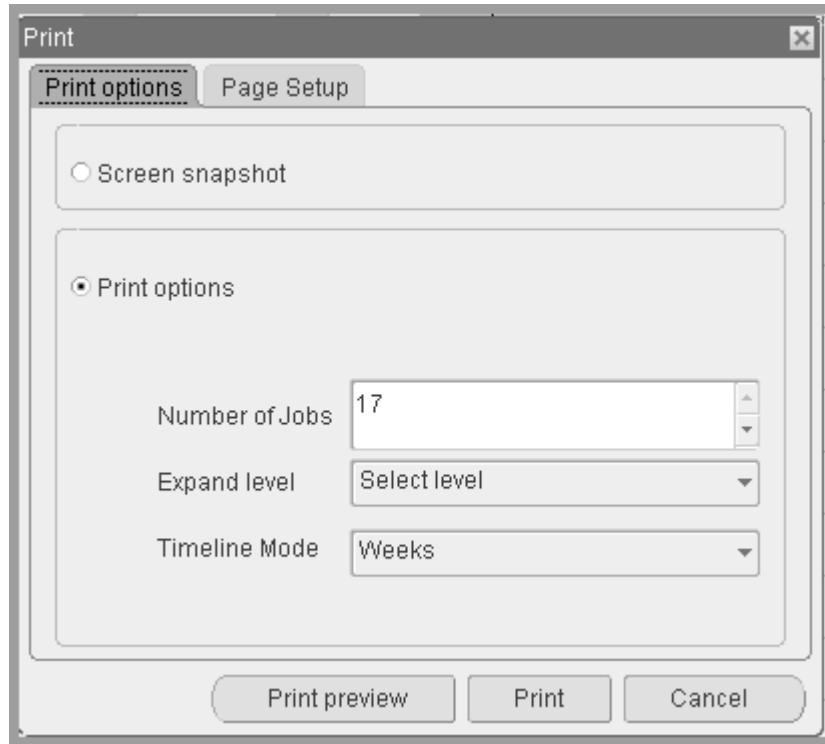 Print
Print options Page Setup
Screen snapshot
Print options
Number of Jobs 17
Expand level Select level
Timeline Mode Weeks
Print preview Print Cancel